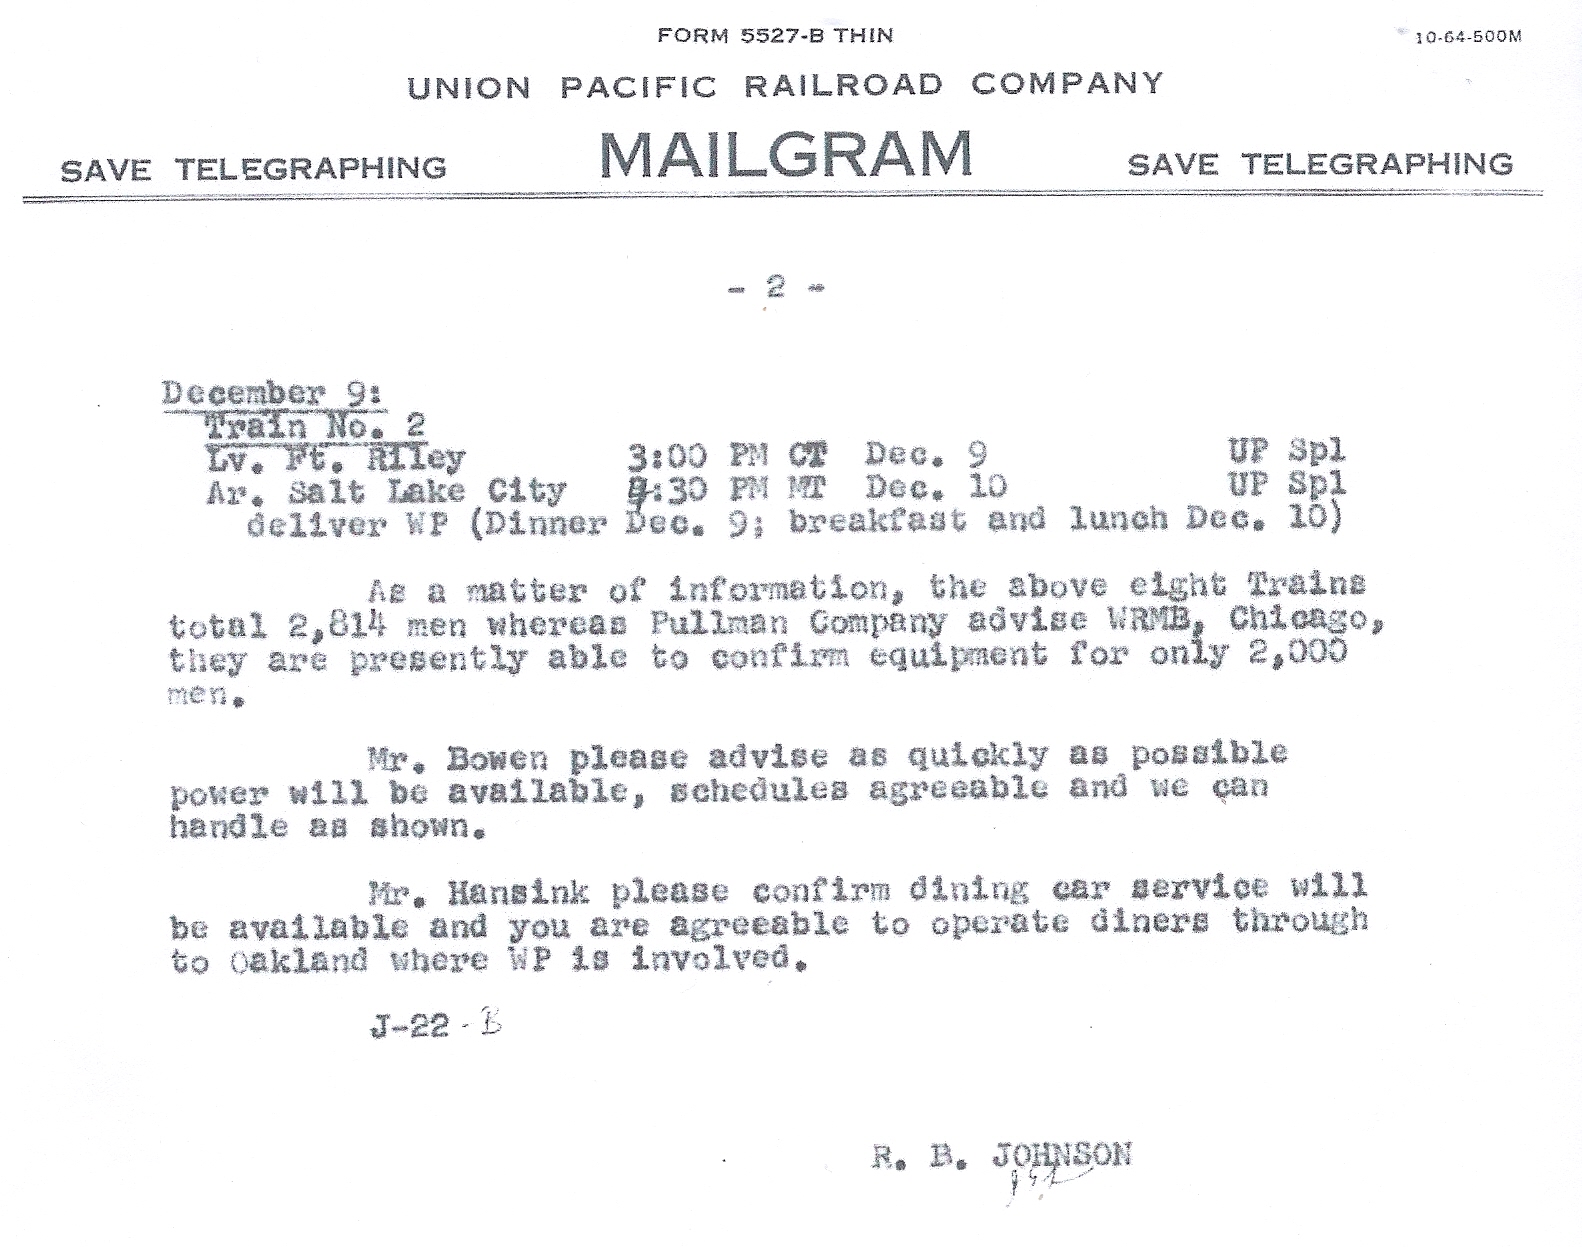 FORM 5527-B THIN 10-64-500M
UNION PACIFIC RAILROAD COMPANY
SAVE TELEGRAPHING MAILGRAM SAVE TELEGRAPHING
- 2 -
December 9:
Train No. 2
Lv. Ft. Riley 3:00 PM CT Dec. 9 UP Spl
Ar. Salt Lake City :30 PM MT Dec. 10 UP Spl
deliver WP (Dinner Dec. 9; breakfast and lunch Dec. 10)
As a matter of information, the above eight Trains
total 2,814 men whereas Pullman Company advise WRMB, Chicago,
they are presently able to confirm equipment for only 2,000
men.
Mr. Bowen please advise as quickly as possible
power will be available, schedules agreeable and we can
handle as shown.
Mr. Hansink please confirm dining car service will
be available and you are agreeable to operate diners through
to Oakland where WP is involved.
J-22 - B
R. B. JOHNSON